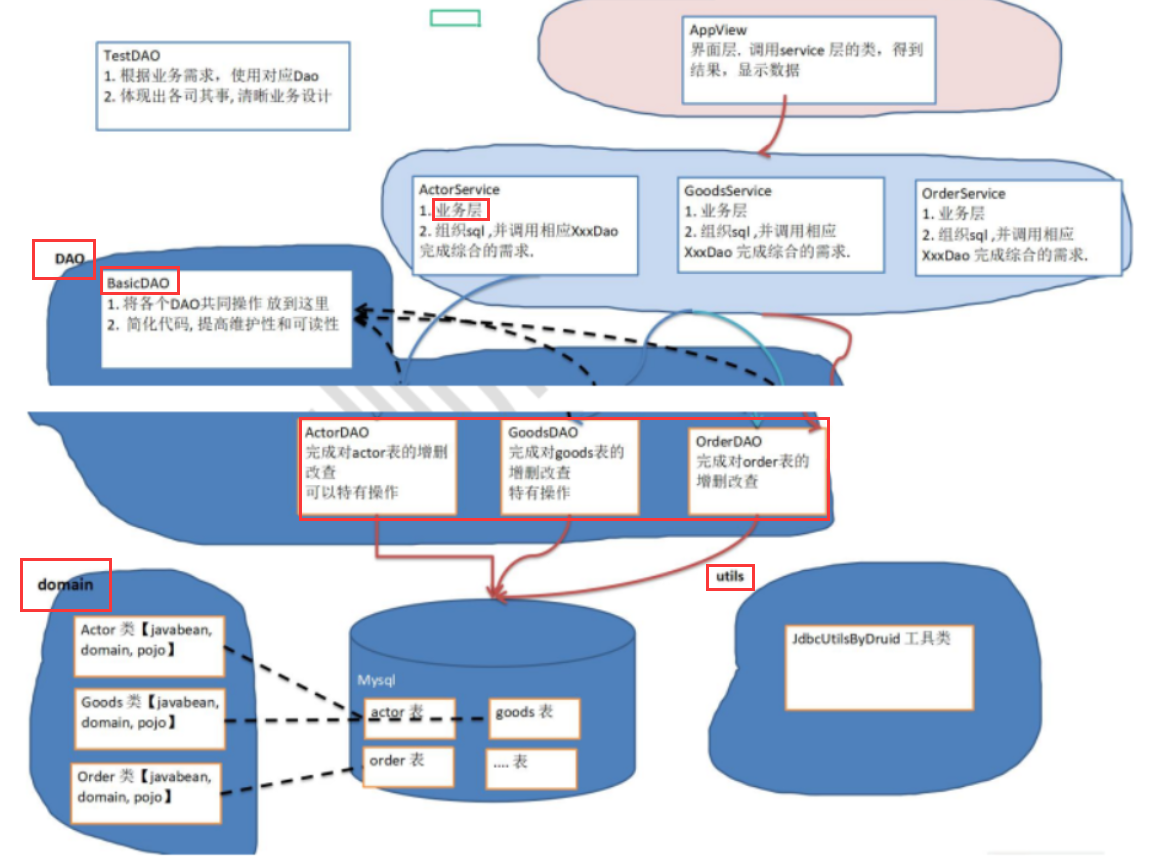 TestDAO
1. 根据业务需求，使用对应Dao
2. 体现出各司其事, 清晰业务设计
AppView
界面层. 调用service 层的类，得到
结果，显示数据
ActorService
1. 业务层
2. 组织sql ,并调用相应XxxDao
完成综合的需求.
GoodsService
1. 业务层
2. 组织sql ,并调用相应
XxxDao 完成综合的需求.
OrderService
1. 业务层
2. 组织sql ,并调用相应
XxxDao 完成综合的需求.
DAO
BasicDAO
1. 将各个DAO共同操作 放到这里
2. 简化代码, 提高维护性和可读性
ActorDAO
完成对actor表的增删
改查
可以特有操作
GoodsDAO
完成对goods表的
增删改查
特有操作
OrderDAO
完成对order表的
增删改查
domain
Actor 类【javabean,
domain, pojo】
Goods 类【javabean,
domain, pojo】
Order 类【javabean,
domain, pojo】
Mysql
actor 表
goods 表
order 表
.... 表
utils
JdbcUtilsByDruid 工具类